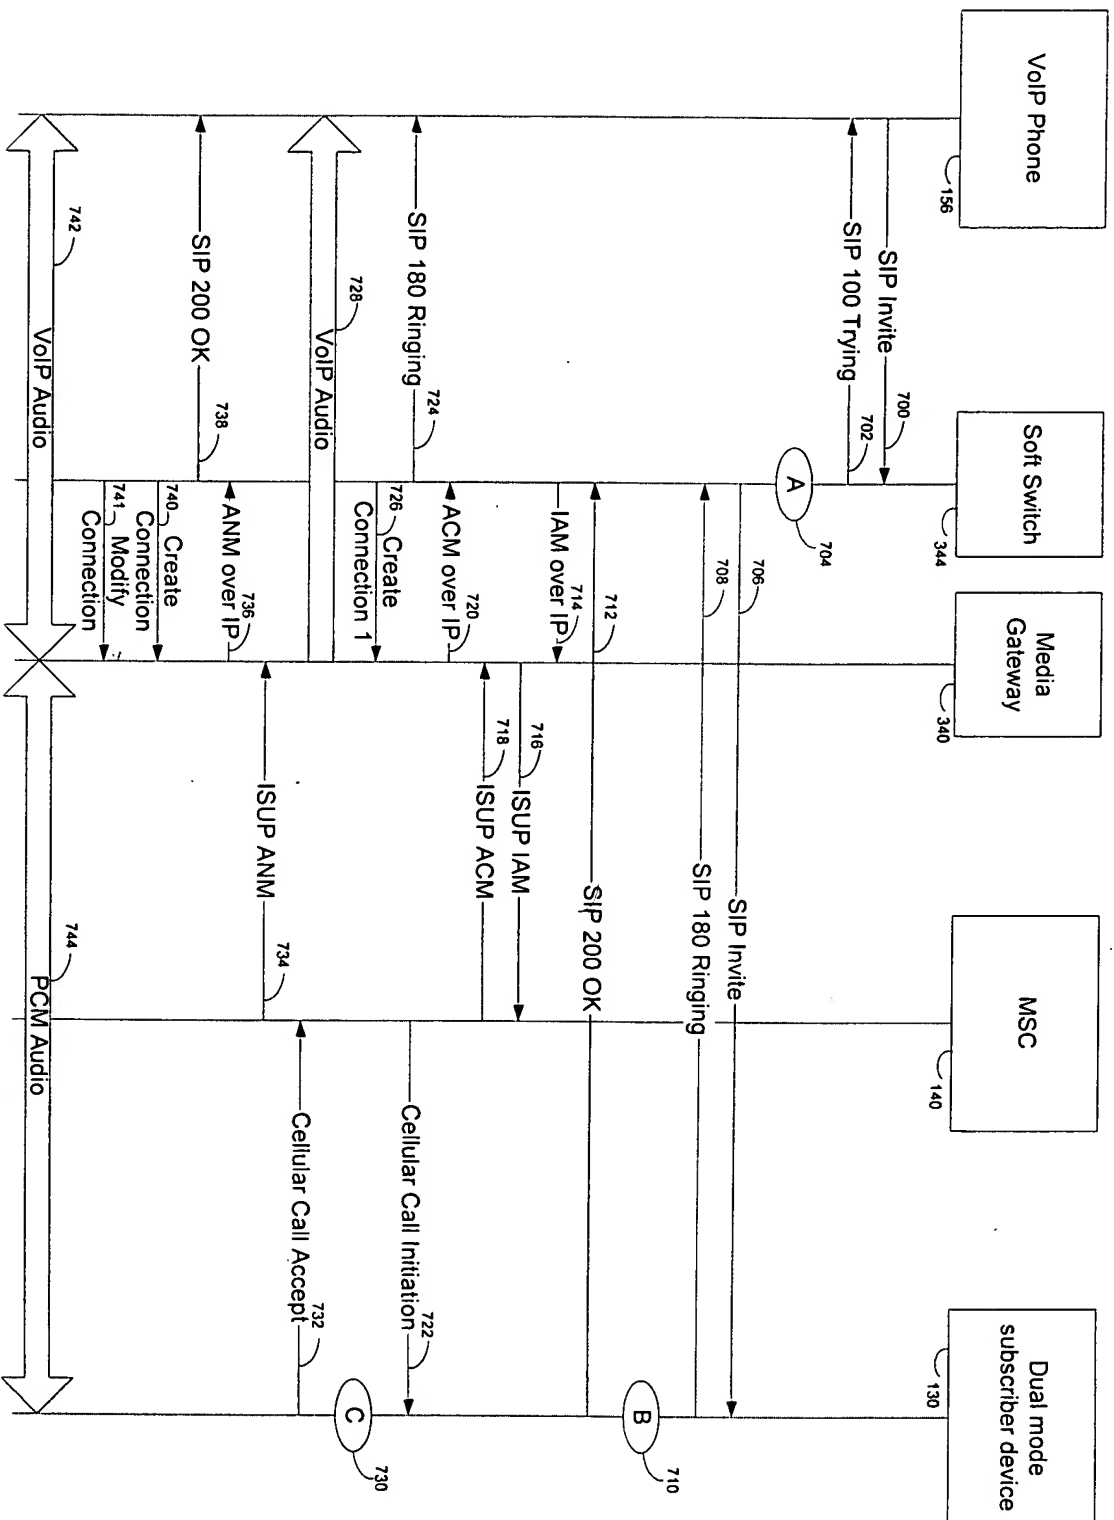 VoIP Phone
156
Soft Switch
344
Media
Gateway
340
MSC
140
Dual mode
subscriber device
130
SIP Invite
700
SIP 100 Trying
702
A
704
706
SIP Invite
708
SIP 180 Ringing
B
710
712
SIP 200 OK
IAM over IP
714
716
ISUP IAM
718
ISUP ACM
ACM over IP
720
SIP 180 Ringing
724
Cellular Call Initiation
722
726
Create
Connection 1
728
VoIP Audio
C
730
Cellular Call Accept
732
ISUP ANM
734
ANM over IP
736
SIP 200 OK
738
740
Create
Connection
741
Modify
Connection
742
VoIP Audio
744
PCM Audio